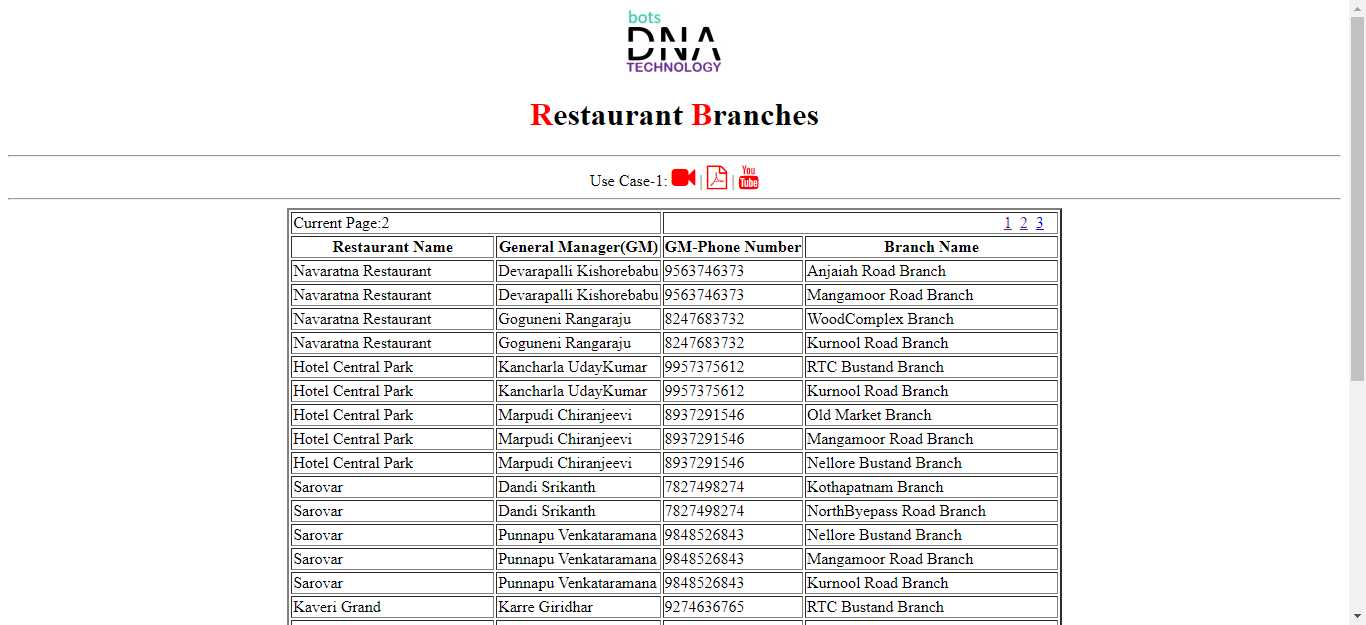 bots
DNA
TECHNOLOGY
Restaurant Branches
Use Case-1: | | You Tube
Current Page:2 1 2 3
Restaurant Name General Manager(GM) GM-Phone Number Branch Name
Navaratna Restaurant Devarapalli Kishorebabu 9563746373 Anjaiah Road Branch
Navaratna Restaurant Devarapalli Kishorebabu 9563746373 Mangamoor Road Branch
Navaratna Restaurant Goguneni Rangaraju 8247683732 WoodComplex Branch
Navaratna Restaurant Goguneni Rangaraju 8247683732 Kurnool Road Branch
Hotel Central Park Kancharla UdayKumar 9957375612 RTC Bustand Branch
Hotel Central Park Kancharla UdayKumar 9957375612 Kurnool Road Branch
Hotel Central Park Marpudi Chiranjeevi 8937291546 Old Market Branch
Hotel Central Park Marpudi Chiranjeevi 8937291546 Mangamoor Road Branch
Hotel Central Park Marpudi Chiranjeevi 8937291546 Nellore Bustand Branch
Sarovar Dandi Srikanth 7827498274 Kothapatnam Branch
Sarovar Dandi Srikanth 7827498274 NorthByepass Road Branch
Sarovar Punnapu Venkataramana 9848526843 Nellore Bustand Branch
Sarovar Punnapu Venkataramana 9848526843 Mangamoor Road Branch
Sarovar Punnapu Venkataramana 9848526843 Kurnool Road Branch
Kaveri Grand Karre Giridhar 9274636765 RTC Bustand Branch